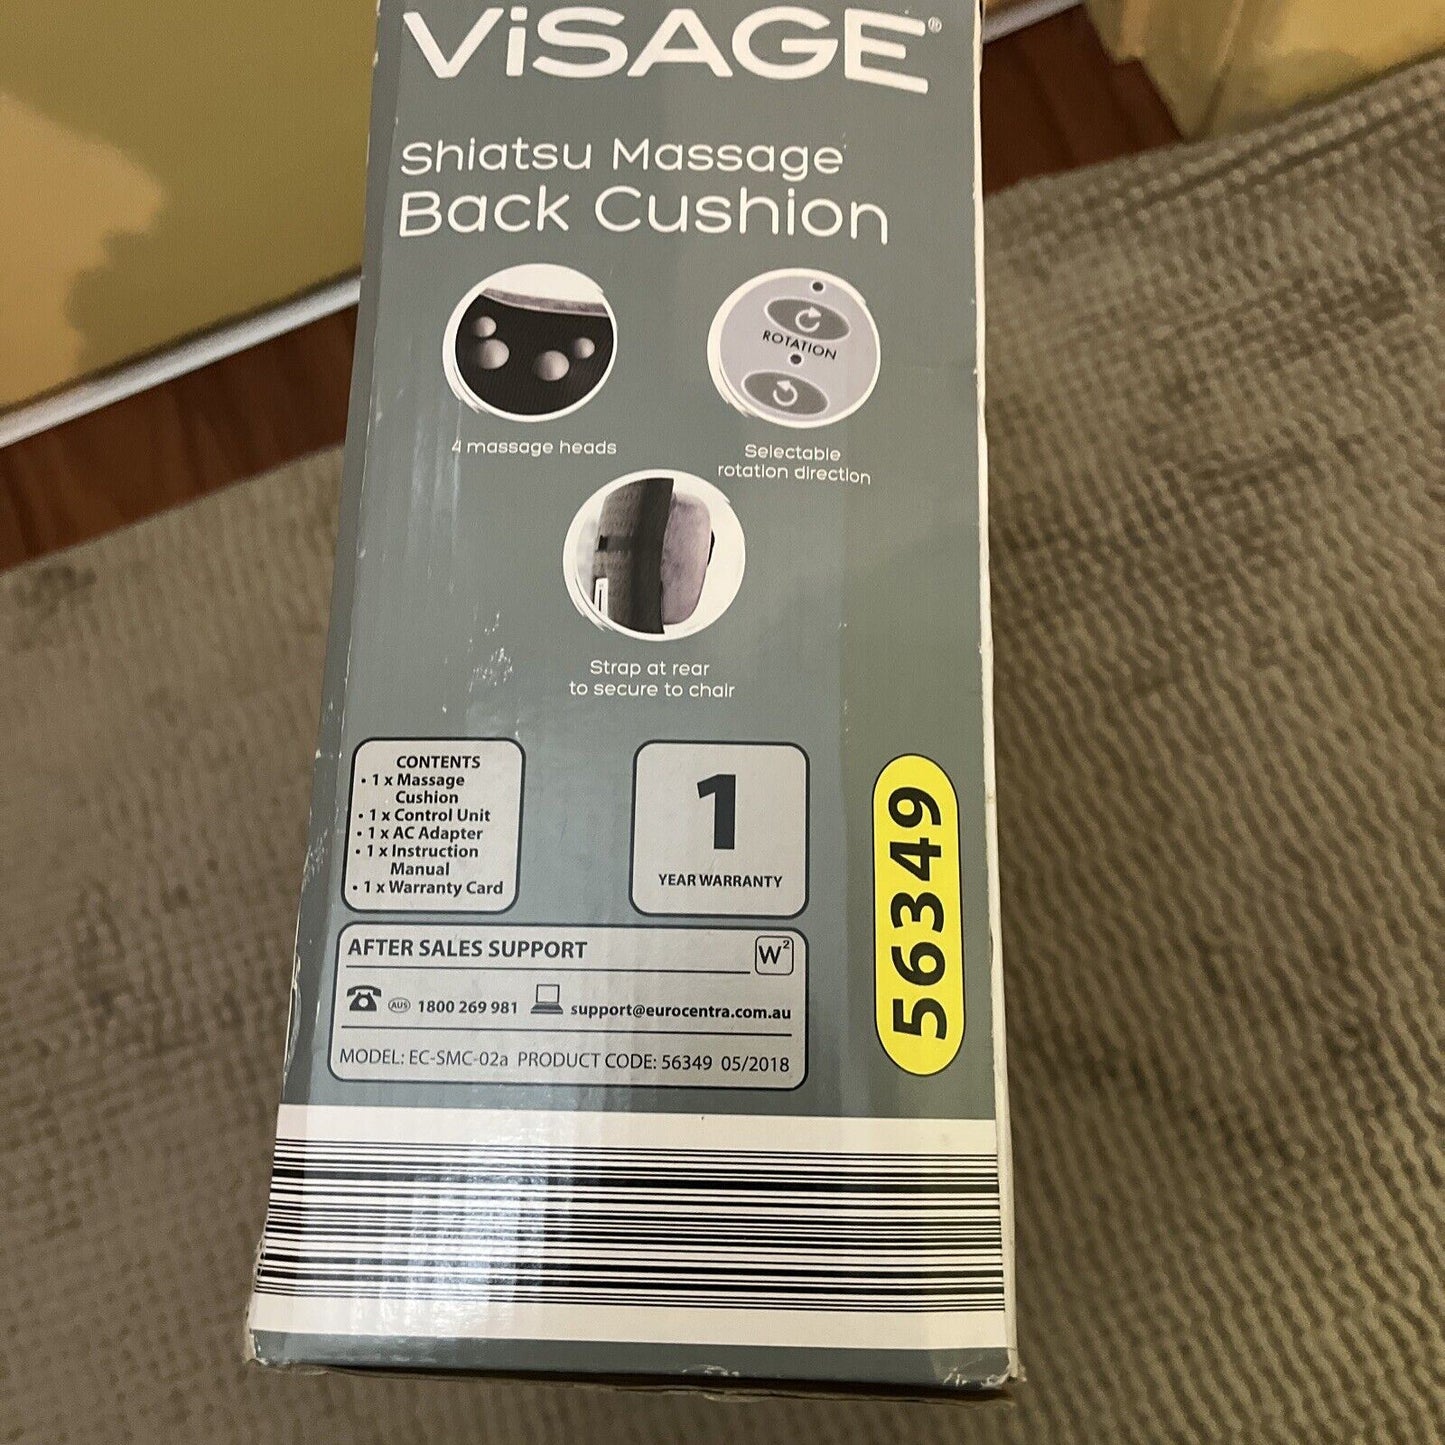 ViSAGE®
Shiatsu Massage
Back Cushion
ROTATION
4 massage heads
Selectable
rotation direction
Strap at rear
to secure to chair
CONTENTS
• 1 x Massage
Cushion
• 1 x Control Unit
• 1 x AC Adapter
• 1 x Instruction
Manual
• 1 x Warranty Card
1
YEAR WARRANTY
56349
AFTER SALES SUPPORT
W²
AUS 1800 269 981 support@eurocentra.com.au
MODEL: EC-SMC-02a PRODUCT CODE: 56349 05/2018